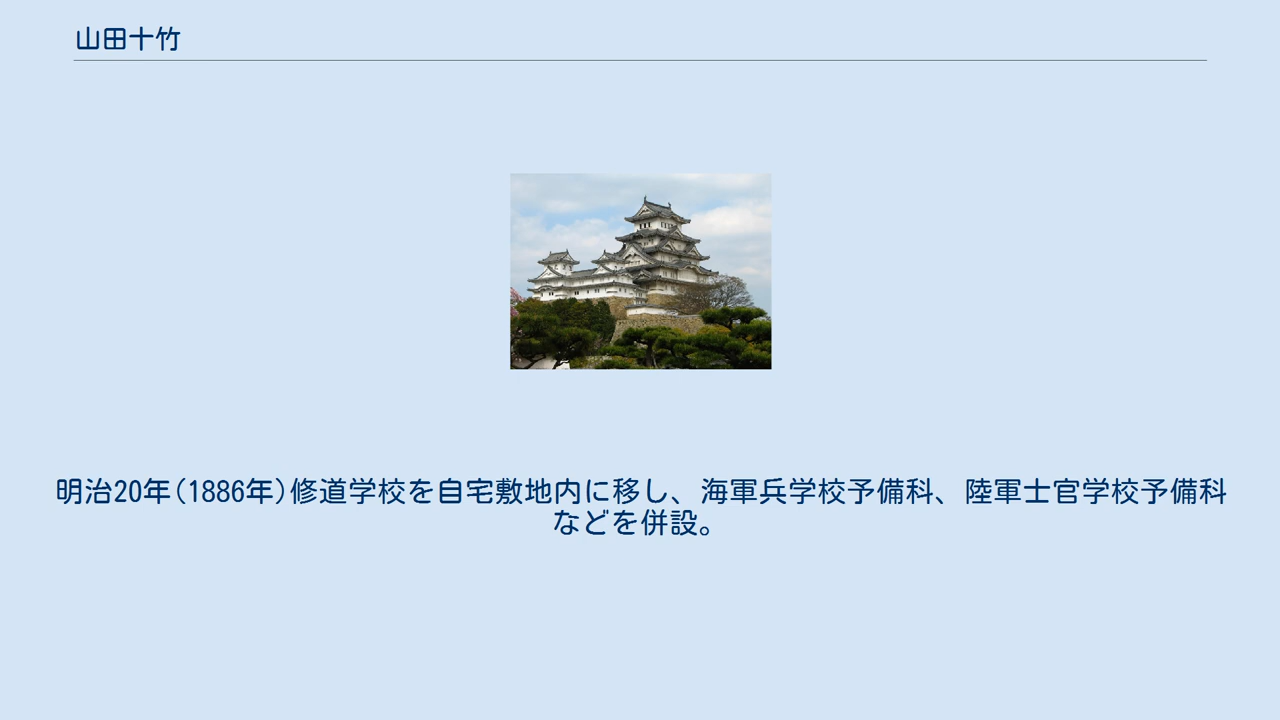 山田十竹
明治20年(1886年)修道学校を自宅敷地内に移し、海軍兵学校予備科、陸軍士官学校予備科
などを併設。